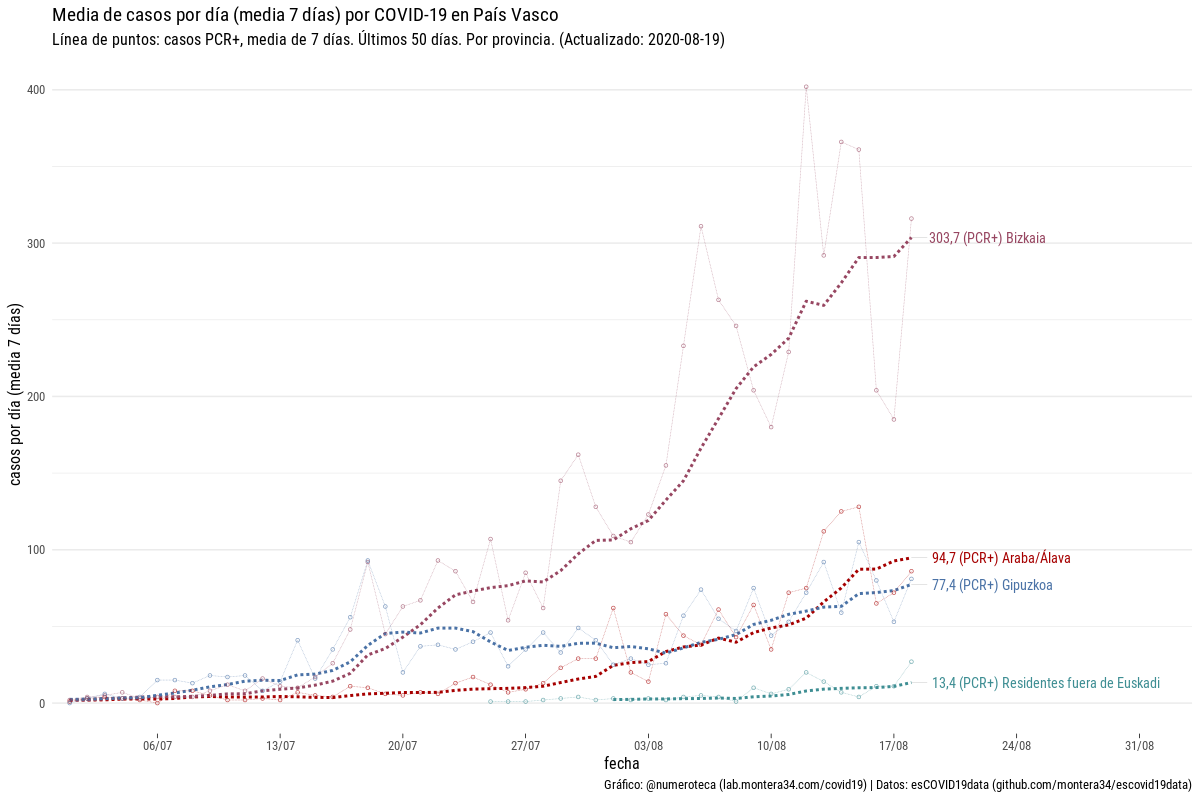 Media de casos por día (media 7 días) por COVID-19 en País Vasco
Línea de puntos: casos PCR+, media de 7 días. Últimos 50 días. Por provincia. (Actualizado: 2020-08-19)
casos por día (media 7 días)
400
300
200
100
0
303,7 (PCR+) Bizkaia
94,7 (PCR+) Araba/Álava
77,4 (PCR+) Gipuzkoa
13,4 (PCR+) Residentes fuera de Euskadi
06/07 13/07 20/07 27/07 03/08 10/08 17/08 24/08 31/08
fecha
Gráfico: @numeroteca (lab.montera34.com/covid19) | Datos: esCOVID19data (github.com/montera34/escovid19data)